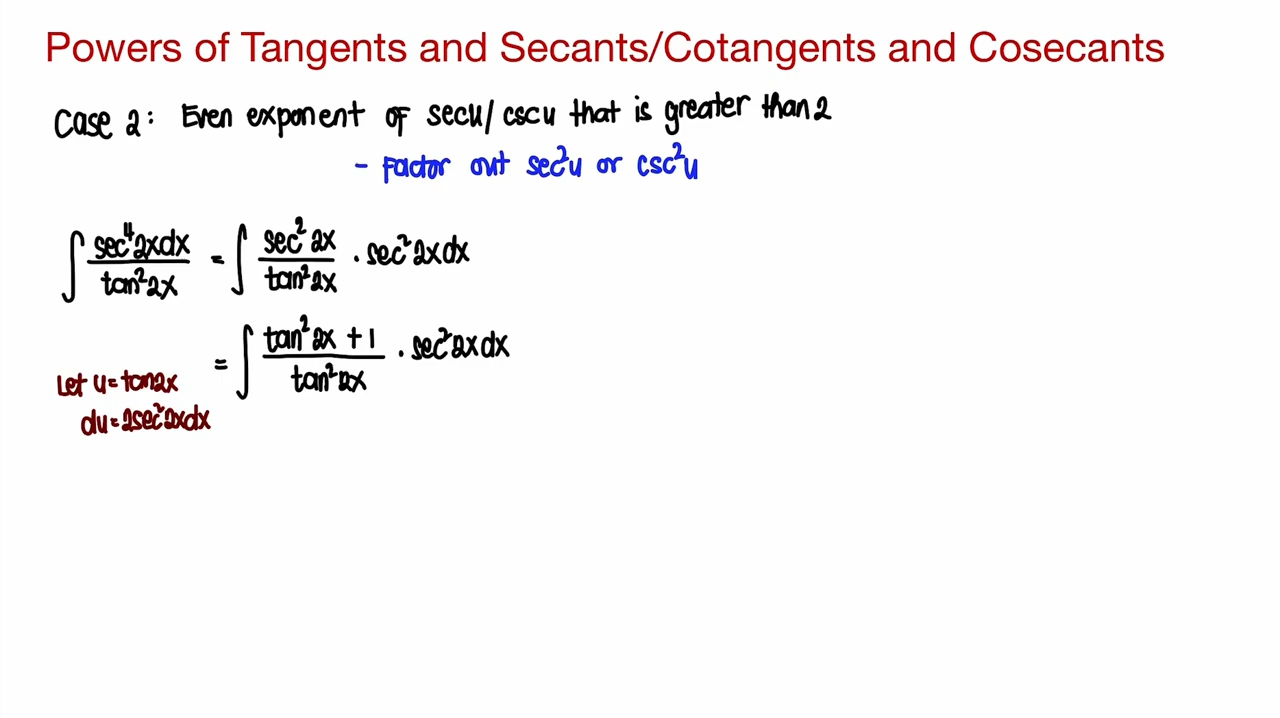 Powers of Tangents and Secants/Cotangents and Cosecants
Case 2: Even exponent of secu/cscu that is greater than 2
- Factor out sec²u or csc²u
∫ sec⁴2xdx / tan²2x = ∫ sec²2x / tan²2x · sec²2xdx
= ∫ tan²2x + 1 / tan²2x · sec²2xdx
Let u = tan2x
du = 2sec²2xdx